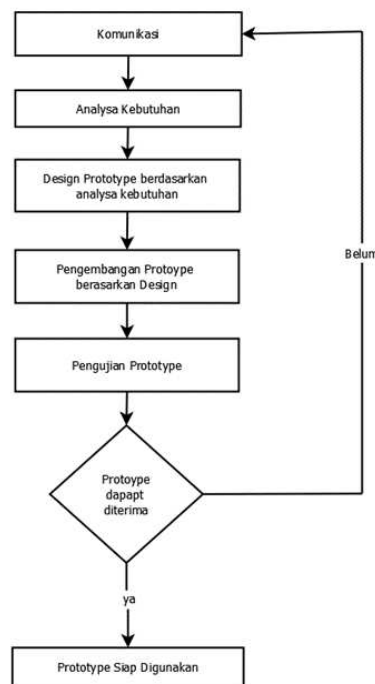 Komunikasi
Analysa Kebutuhan
Design Prototype berdasarkan
analysa kebutuhan
Pengembangan Protoype
berasarkan Design
Pengujian Prototype
Protoype
dapapt
diterima
Belum
ya
Prototype Siap Digunakan